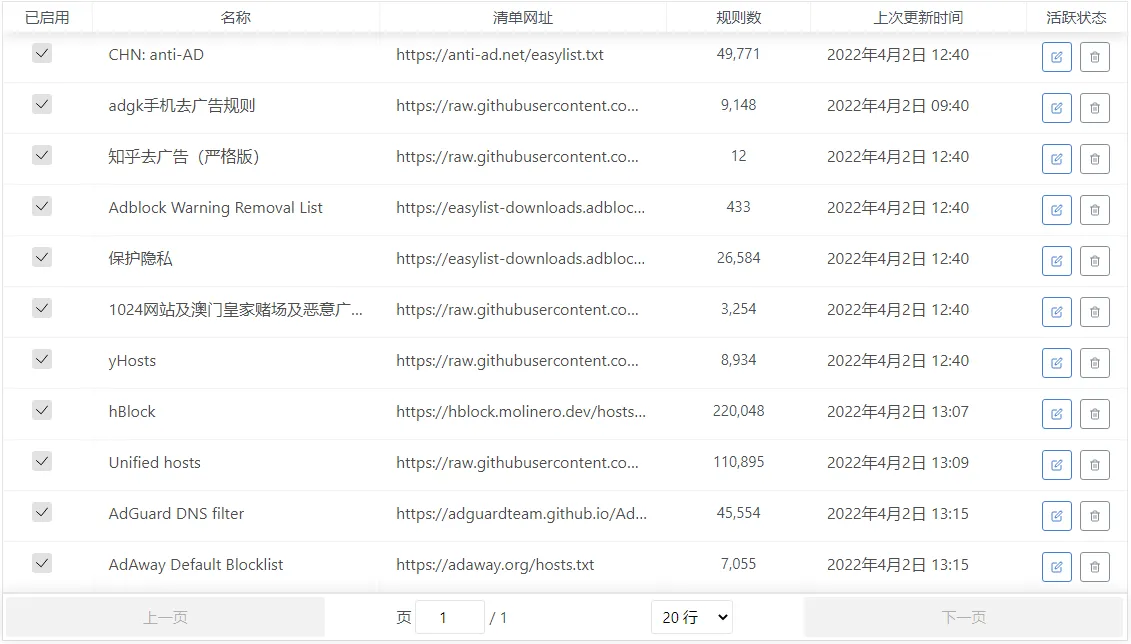 已启用 名称 清单网址 规则数 上次更新时间 活跃状态
CHN: anti-AD https://anti-ad.net/easylist.txt 49,771 2022年4月2日 12:40
adgk手机去广告规则 https://raw.githubusercontent.co... 9,148 2022年4月2日 09:40
知乎去广告（严格版） https://raw.githubusercontent.co... 12 2022年4月2日 12:40
Adblock Warning Removal List https://easylist-downloads.adbloc... 433 2022年4月2日 12:40
保护隐私 https://easylist-downloads.adbloc... 26,584 2022年4月2日 12:40
1024网站及澳门皇家赌场及恶意广... https://raw.githubusercontent.co... 3,254 2022年4月2日 12:40
yHosts https://raw.githubusercontent.co... 8,934 2022年4月2日 12:40
hBlock https://hblock.molinero.dev/hosts... 220,048 2022年4月2日 13:07
Unified hosts https://raw.githubusercontent.co... 110,895 2022年4月2日 13:09
AdGuard DNS filter https://adguardteam.github.io/Ad... 45,554 2022年4月2日 13:15
AdAway Default Blocklist https://adaway.org/hosts.txt 7,055 2022年4月2日 13:15
上一页 页 1 / 1 20 行 下一页